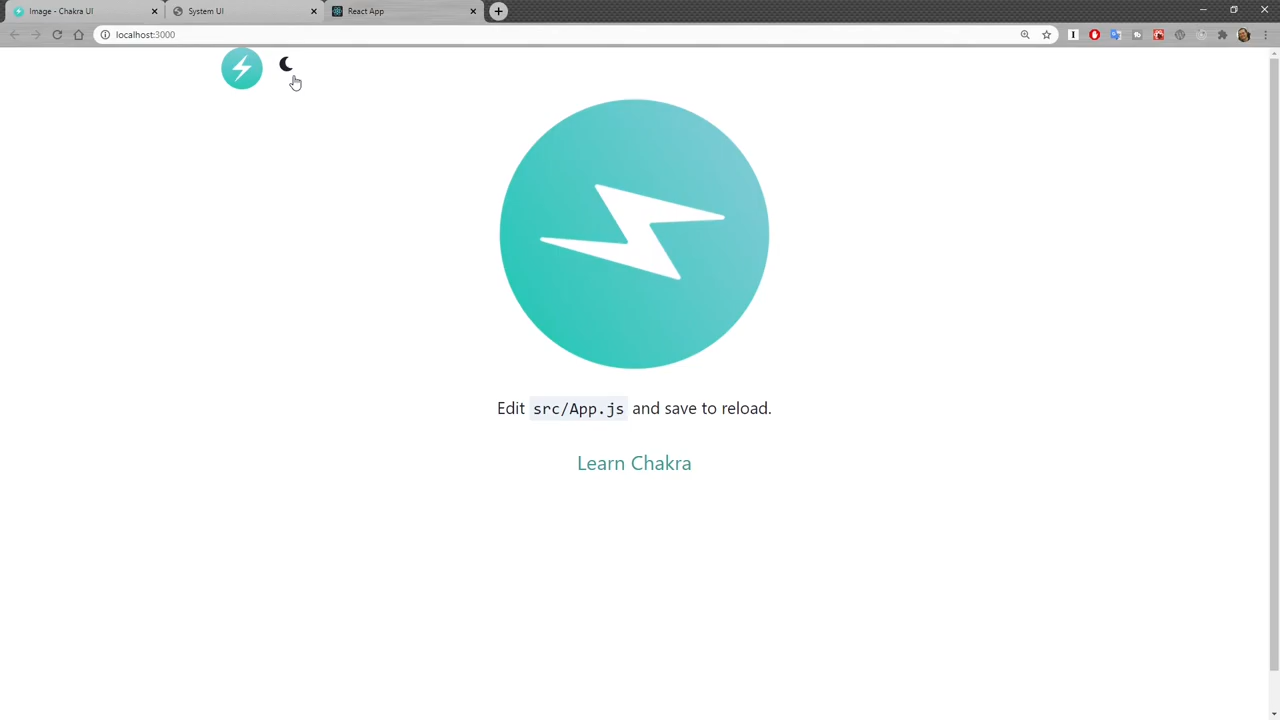 Image - Chakra UI
System UI
React App
localhost:3000
Edit src/App.js and save to reload.
Learn Chakra